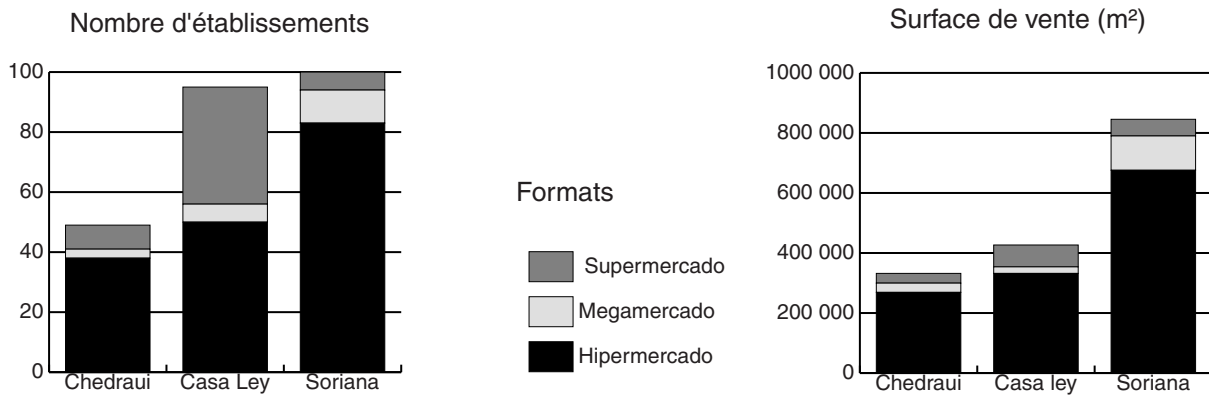 Nombre d'établissements
100
80
60
40
20
0
Chedraui Casa Ley Soriana
Formats
Supermercado
Megamercado
Hipermercado
Surface de vente (m²)
1000 000
800 000
600 000
400 000
200 000
0
Chedraui Casa ley Soriana